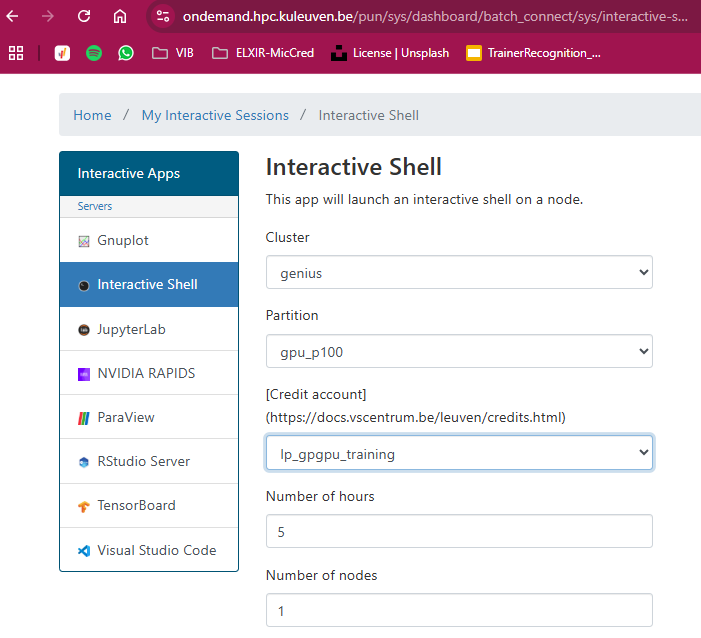 ondemand.hpc.kuleuven.be/pun/sys/dashboard/batch_connect/sys/interactive-s...
VIB ELXIR-MicCred License | Unsplash TrainerRecognition_...
Home / My Interactive Sessions / Interactive Shell
Interactive Apps
Servers
Gnuplot
Interactive Shell
JupyterLab
NVIDIA RAPIDS
ParaView
RStudio Server
TensorBoard
Visual Studio Code
Interactive Shell
This app will launch an interactive shell on a node.
Cluster
genius
Partition
gpu_p100
[Credit account]
(https://docs.vscentrum.be/leuven/credits.html)
lp_gpgpu_training
Number of hours
5
Number of nodes
1